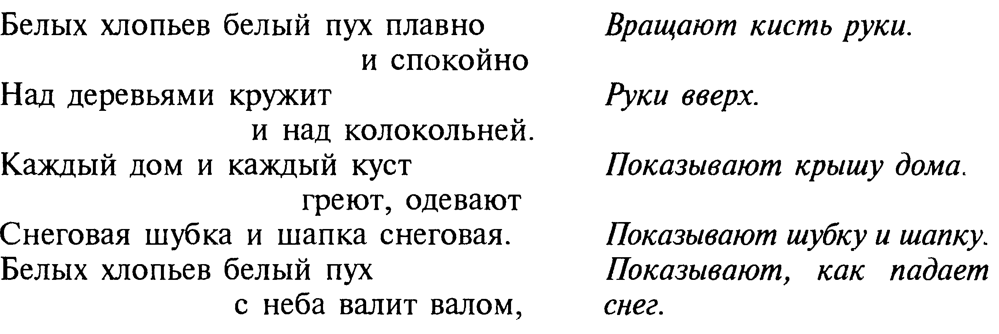 Белых хлопьев белый пух плавно Вращают кисть руки.
и спокойно
Над деревьями кружит Руки вверх.
и над колокольней.
Каждый дом и каждый куст Показывают крышу дома.
греют, одевают
Снеговая шубка и шапка снеговая. Показывают шубку и шапку.
Белых хлопьев белый пух Показывают, как падает
с неба валит валом, снег.